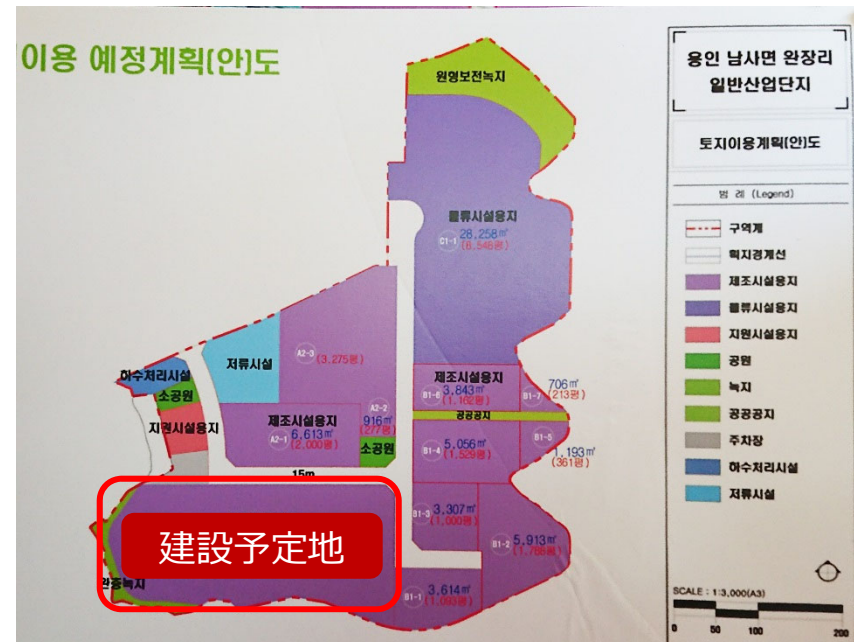 이용 예정계획(안)도
용인 남사면 완장리
일반산업단지
토지이용계획(안)도
범 례 (Legend)
구역계
획지경계선
제조시설용지
물류시설용지
지원시설용지
공원
녹지
공공공지
주차장
하수처리시설
저류시설
SCALE : 1:3,000(A3)
0 50 100 200
원형보전녹지
물류시설용지
C1-1 28,258㎡
(8,548평)
저류시설
A2-3 (3,275평)
하수처리시설
소공원
지원시설용지
제조시설용지
A2-1 6,613㎡
(2,000평)
A2-2
916㎡
(277평)
소공원
15m
제조시설용지
B1-6 3,843㎡
(1,162평)
B1-7
706㎡
(213평)
공공공지
B1-4 5,056㎡
(1,529평)
B1-5
1,193㎡
(361평)
B1-3 3,307㎡
(1,000평)
B1-2 5,913㎡
(1,788평)
建設予定地
완충녹지
B1-1 3,614㎡
(1,093평)